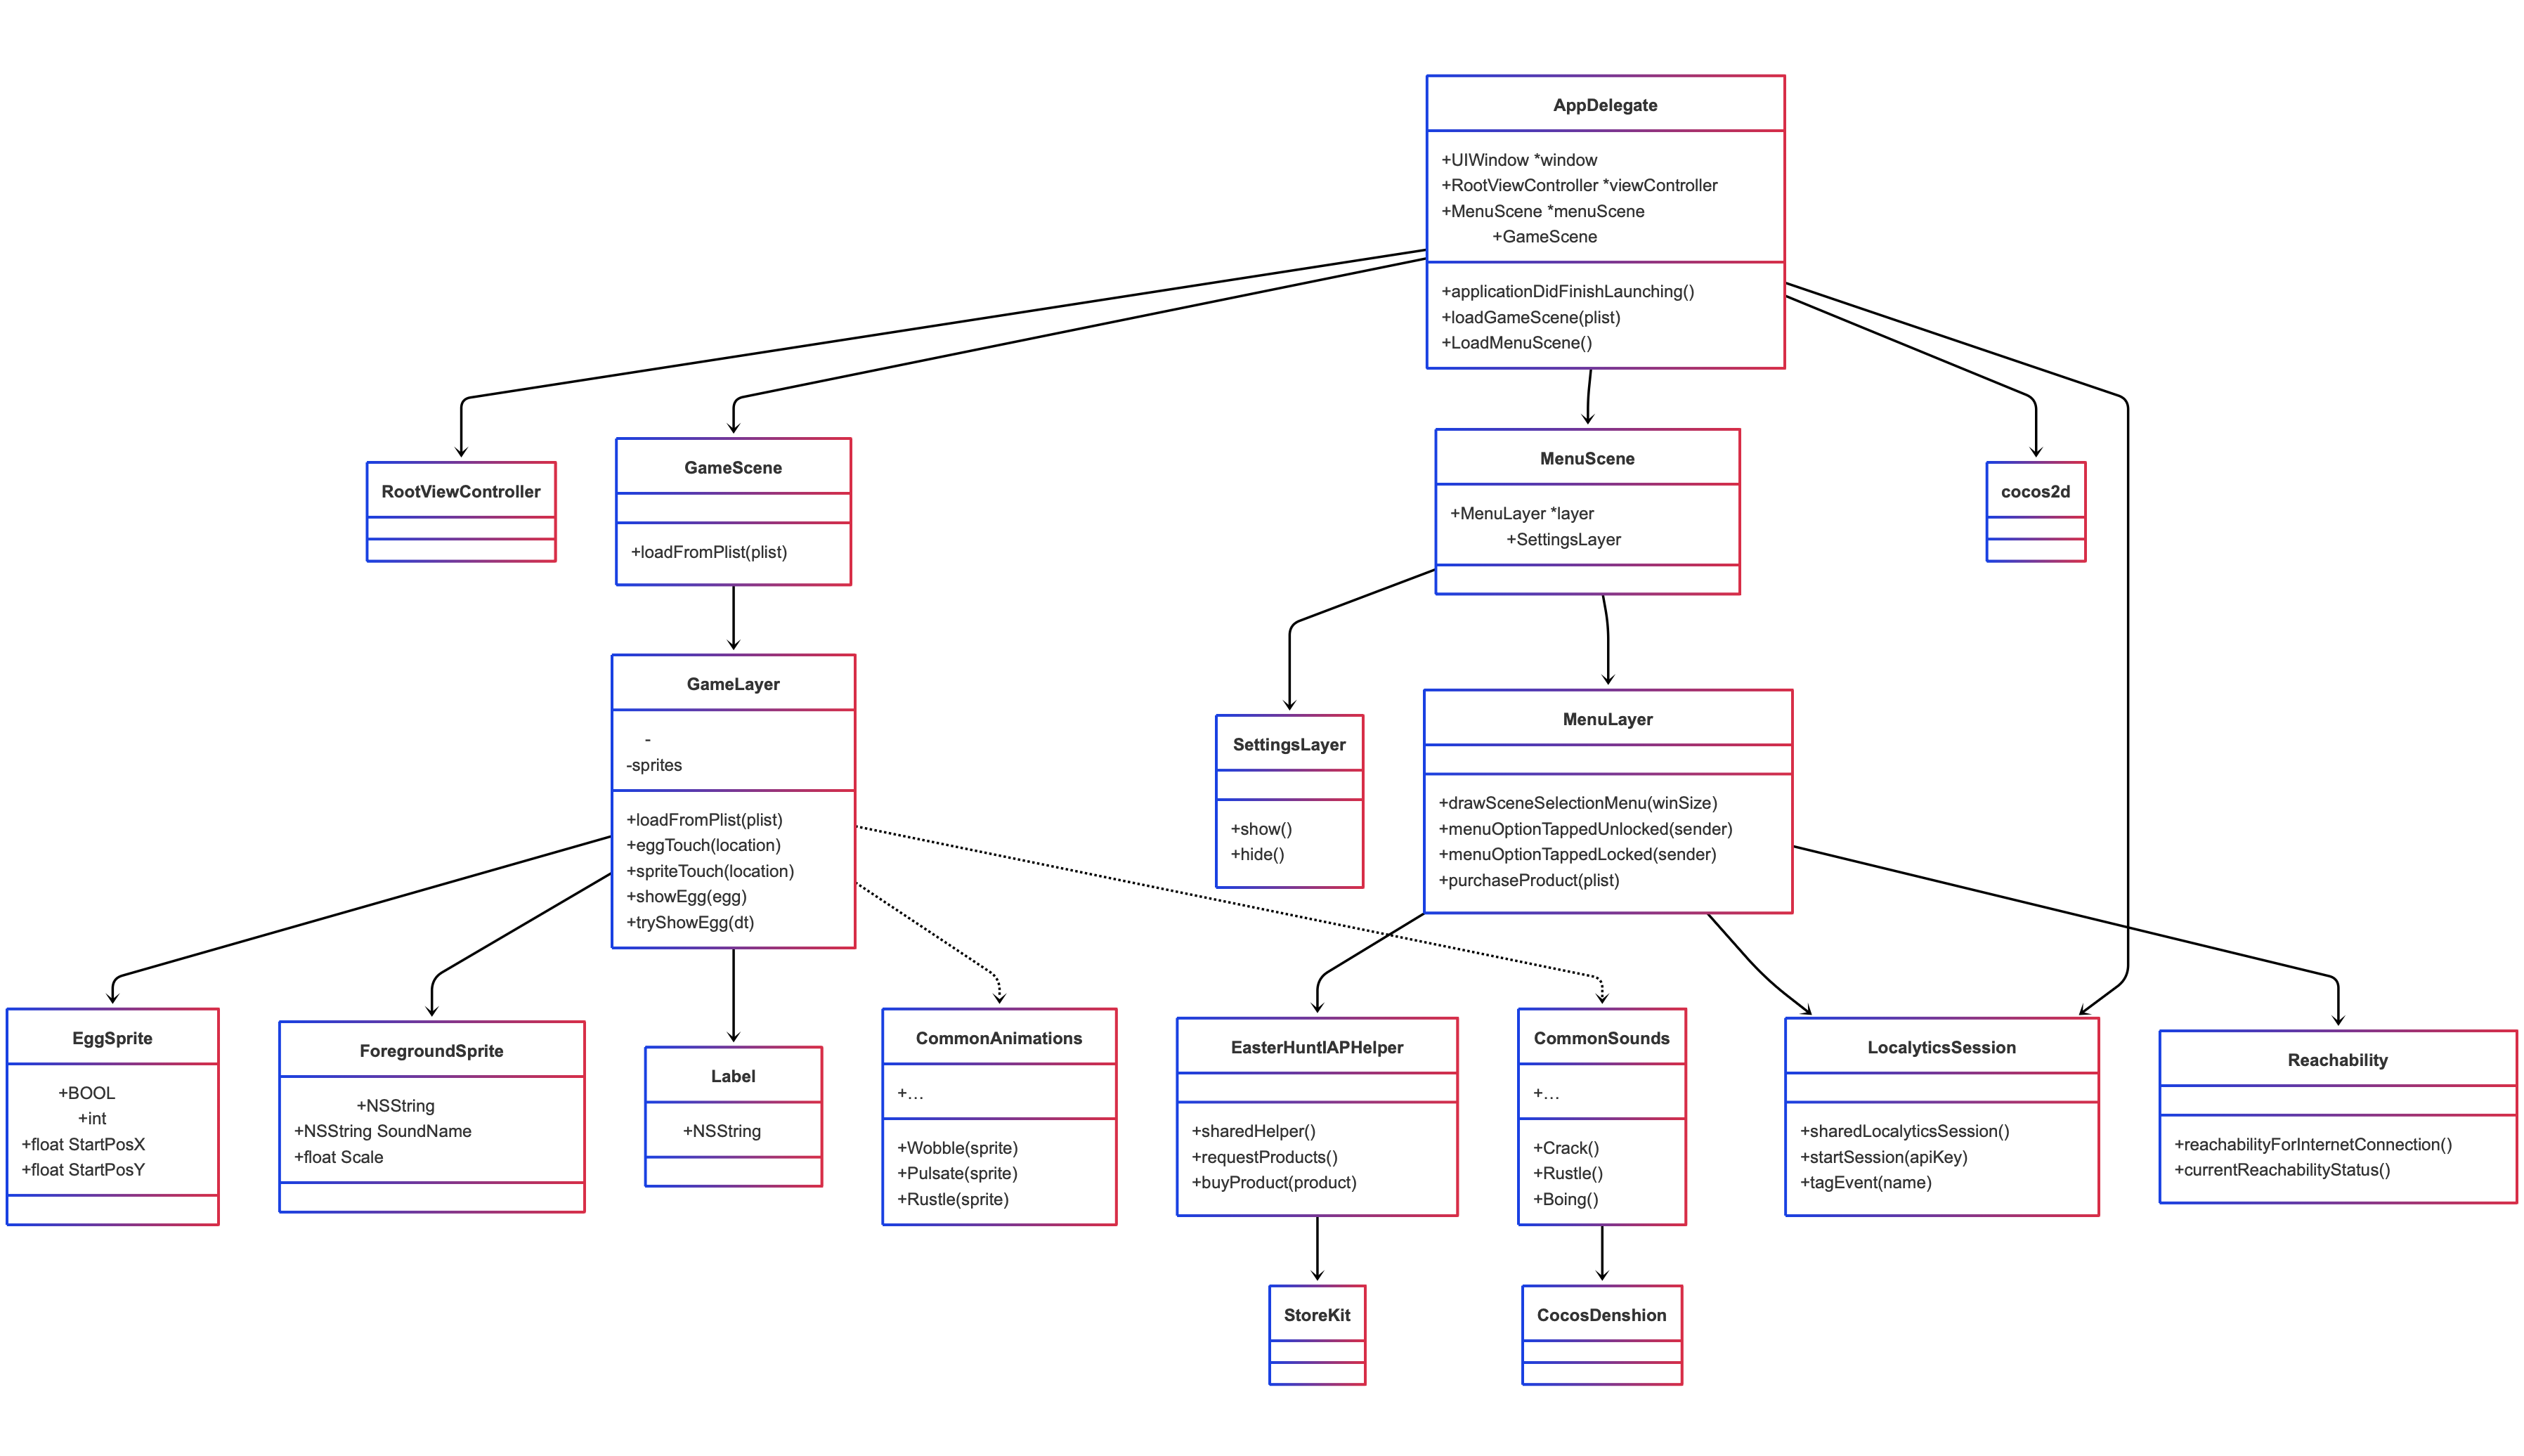 AppDelegate
+UIWindow *window
+RootViewController *viewController
+MenuScene *menuScene
+GameScene
+applicationDidFinishLaunching()
+loadGameScene(plist)
+LoadMenuScene()
RootViewController
GameScene
+loadFromPlist(plist)
MenuScene
+MenuLayer *layer
+SettingsLayer
cocos2d
GameLayer
-
-sprites
+loadFromPlist(plist)
+eggTouch(location)
+spriteTouch(location)
+showEgg(egg)
+tryShowEgg(dt)
SettingsLayer
+show()
+hide()
MenuLayer
+drawSceneSelectionMenu(winSize)
+menuOptionTappedUnlocked(sender)
+menuOptionTappedLocked(sender)
+purchaseProduct(plist)
EggSprite
+BOOL
+int
+float StartPosX
+float StartPosY
ForegroundSprite
+NSString
+NSString SoundName
+float Scale
Label
+NSString
CommonAnimations
+...
+Wobble(sprite)
+Pulsate(sprite)
+Rustle(sprite)
EasterHuntIAPHelper
+sharedHelper()
+requestProducts()
+buyProduct(product)
CommonSounds
+...
+Crack()
+Rustle()
+Boing()
LocalyticsSession
+sharedLocalyticsSession()
+startSession(apiKey)
+tagEvent(name)
Reachability
+reachabilityForInternetConnection()
+currentReachabilityStatus()
StoreKit
CocosDenshion